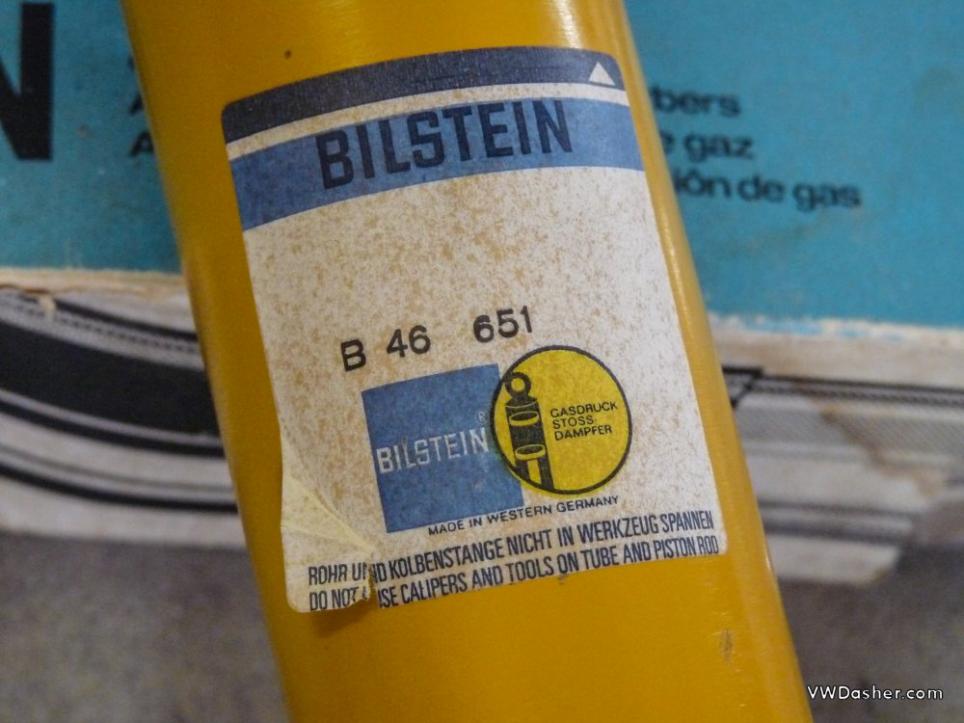 N
bers
e gaz
ión de gas
BILSTEIN
B 46 651
BILSTEIN
®
GASDRUCK
STOSS
DÄMPFER
MADE IN WESTERN GERMANY
ROHR UND KOLBENSTANGE NICHT IN WERKZEUG SPANNEN
DO NOT USE CALIPERS AND TOOLS ON TUBE AND PISTON ROD
VWDasher.com